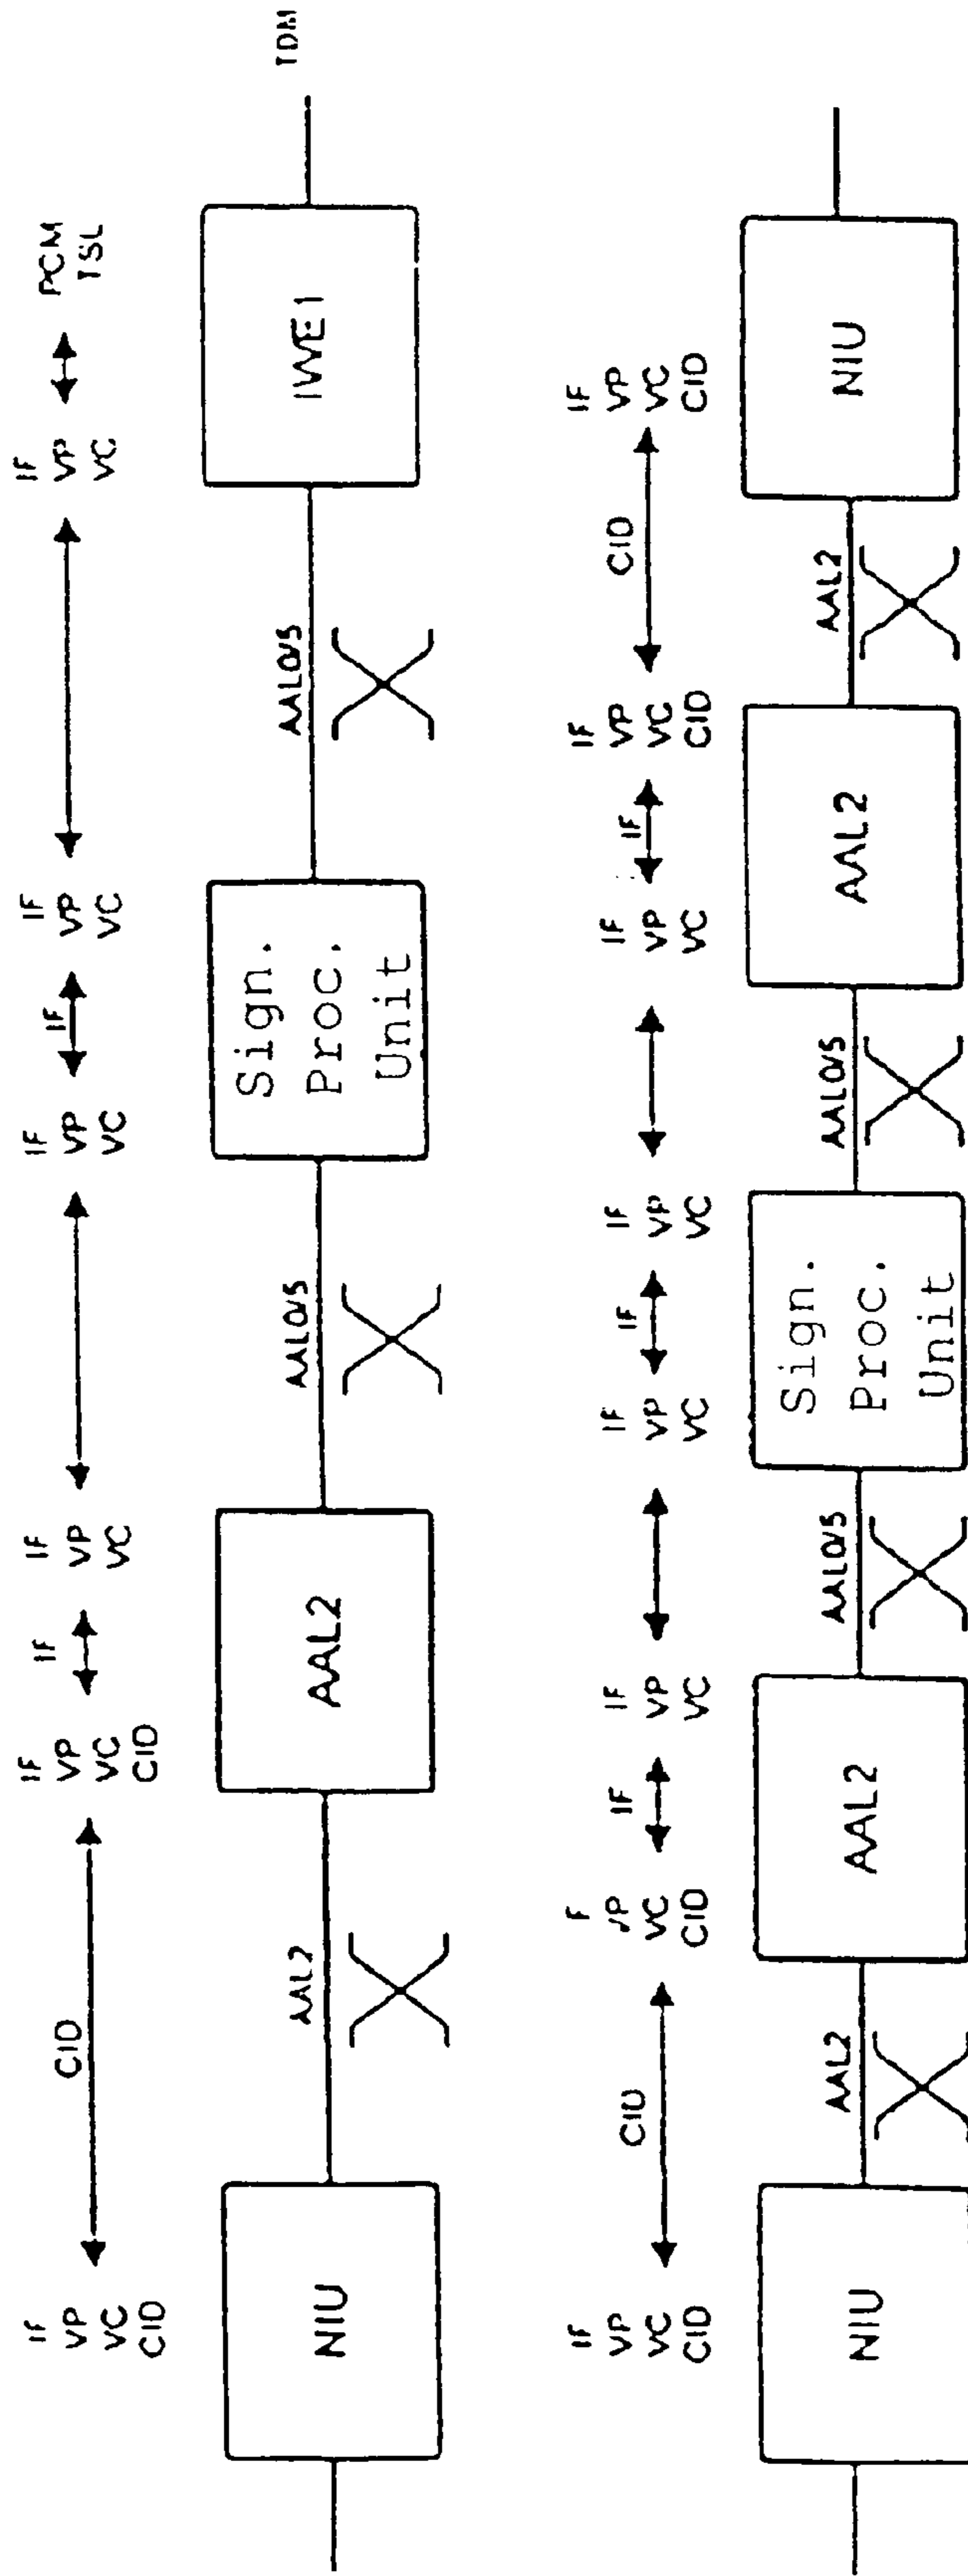 IF
VP
VC
CID
CID
IF
VP
VC
CID
IF
IF
VP
VC
IF
VP
VC
IF
IF
VP
VC
IF
VP
VC
PCM
TSL
NIU
AAL2
AAL2
AAL0/5
Sign.
Proc.
Unit
AAL0/5
IWE1
TDM
IF
VP
VC
CID
CID
F
VP
VC
CID
IF
IF
VP
VC
IF
VP
VC
IF
IF
VP
VC
IF
VP
VC
IF
IF
VP
VC
CID
CID
IF
VP
VC
CID
NIU
AAL2
AAL2
AAL0/5
Sign.
Proc.
Unit
AAL0/5
AAL2
AAL2
NIU